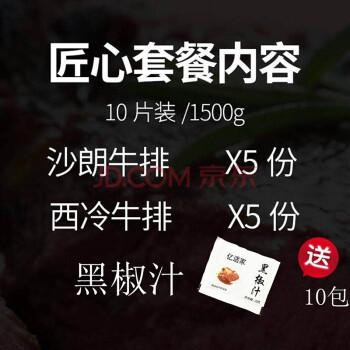 匠心套餐内容
10片装/1500g
沙朗牛排 X5份
JD.COM 京东
西冷牛排 X5份
黑椒汁
亿适家
黑椒汁
送
10包